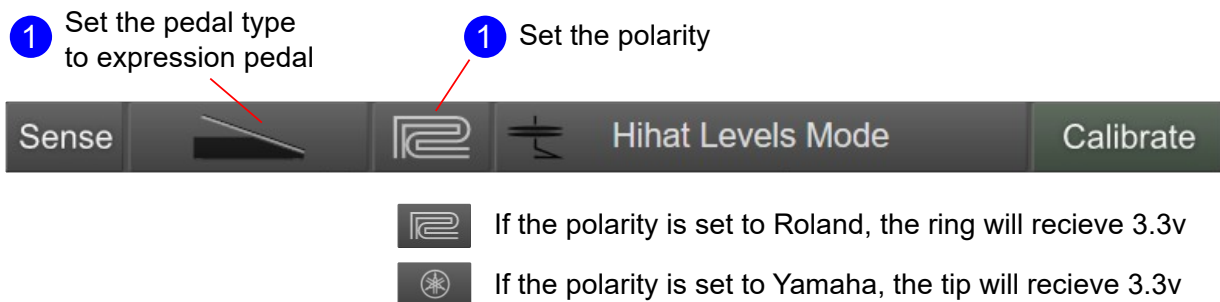 1 Set the pedal type
to expression pedal
1 Set the polarity
Sense Hihat Levels Mode Calibrate
If the polarity is set to Roland, the ring will recieve 3.3v
If the polarity is set to Yamaha, the tip will recieve 3.3v